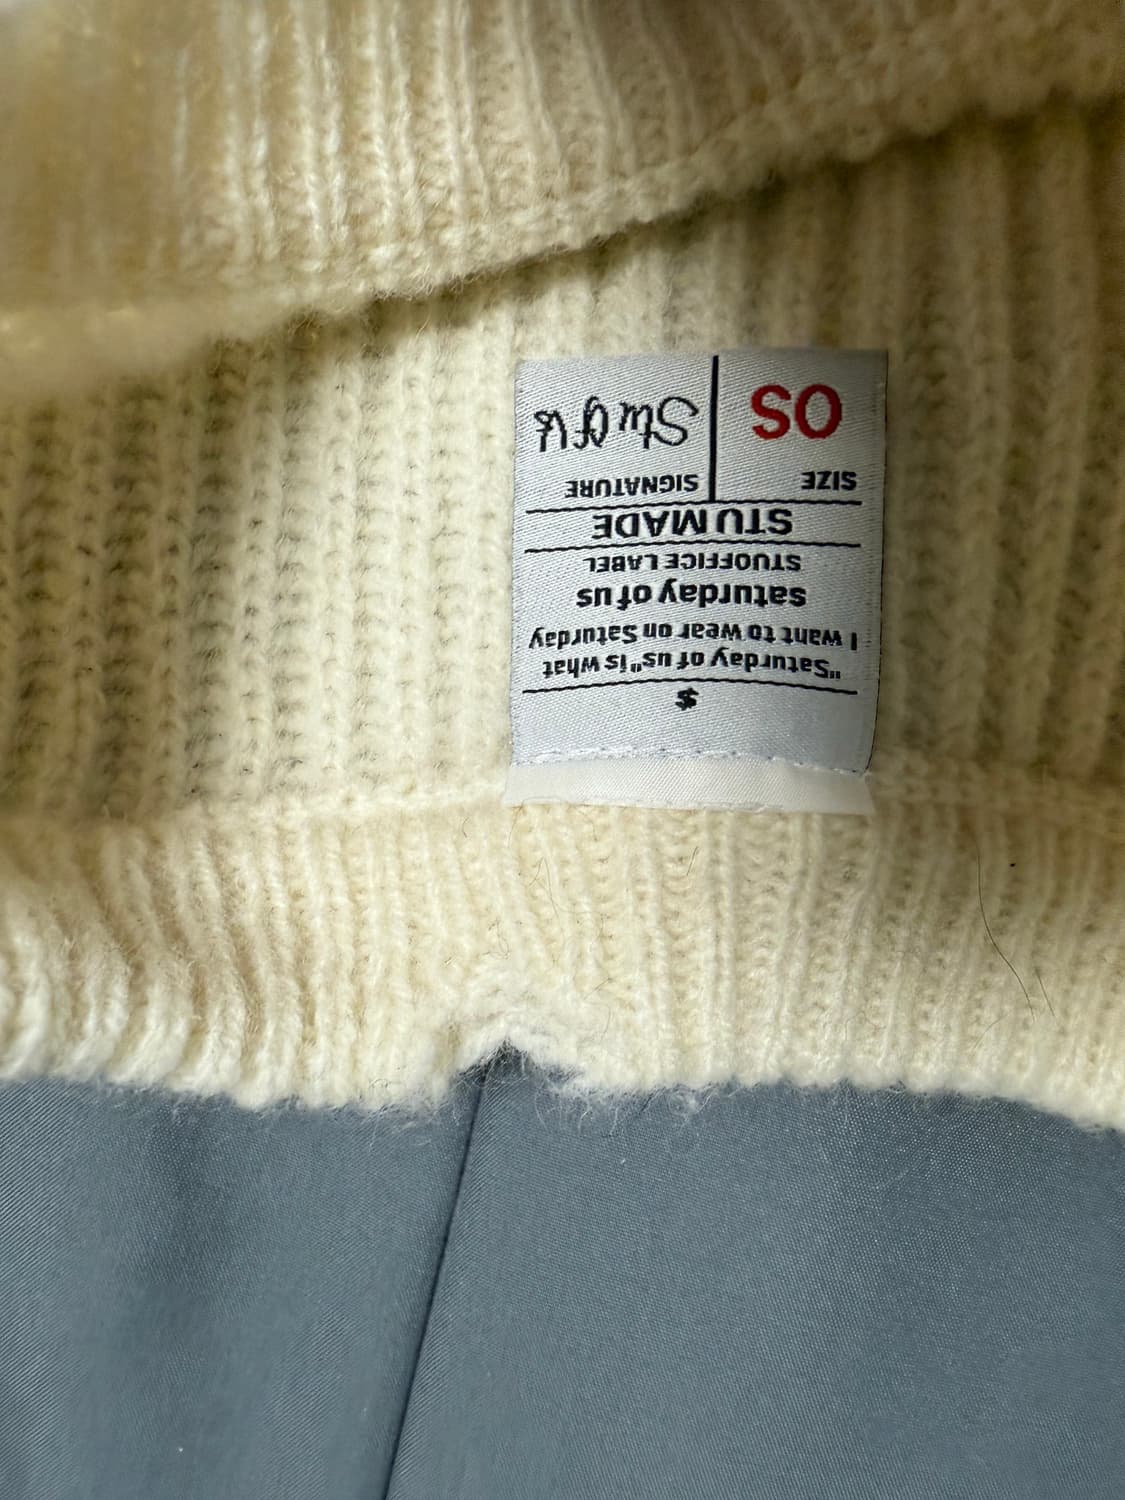 $
"Saturday of us"is what
I want to wear on Saturday
saturday of us
STUOFFICE LABEL
STU MADE
SIZE SIGNATURE
OS